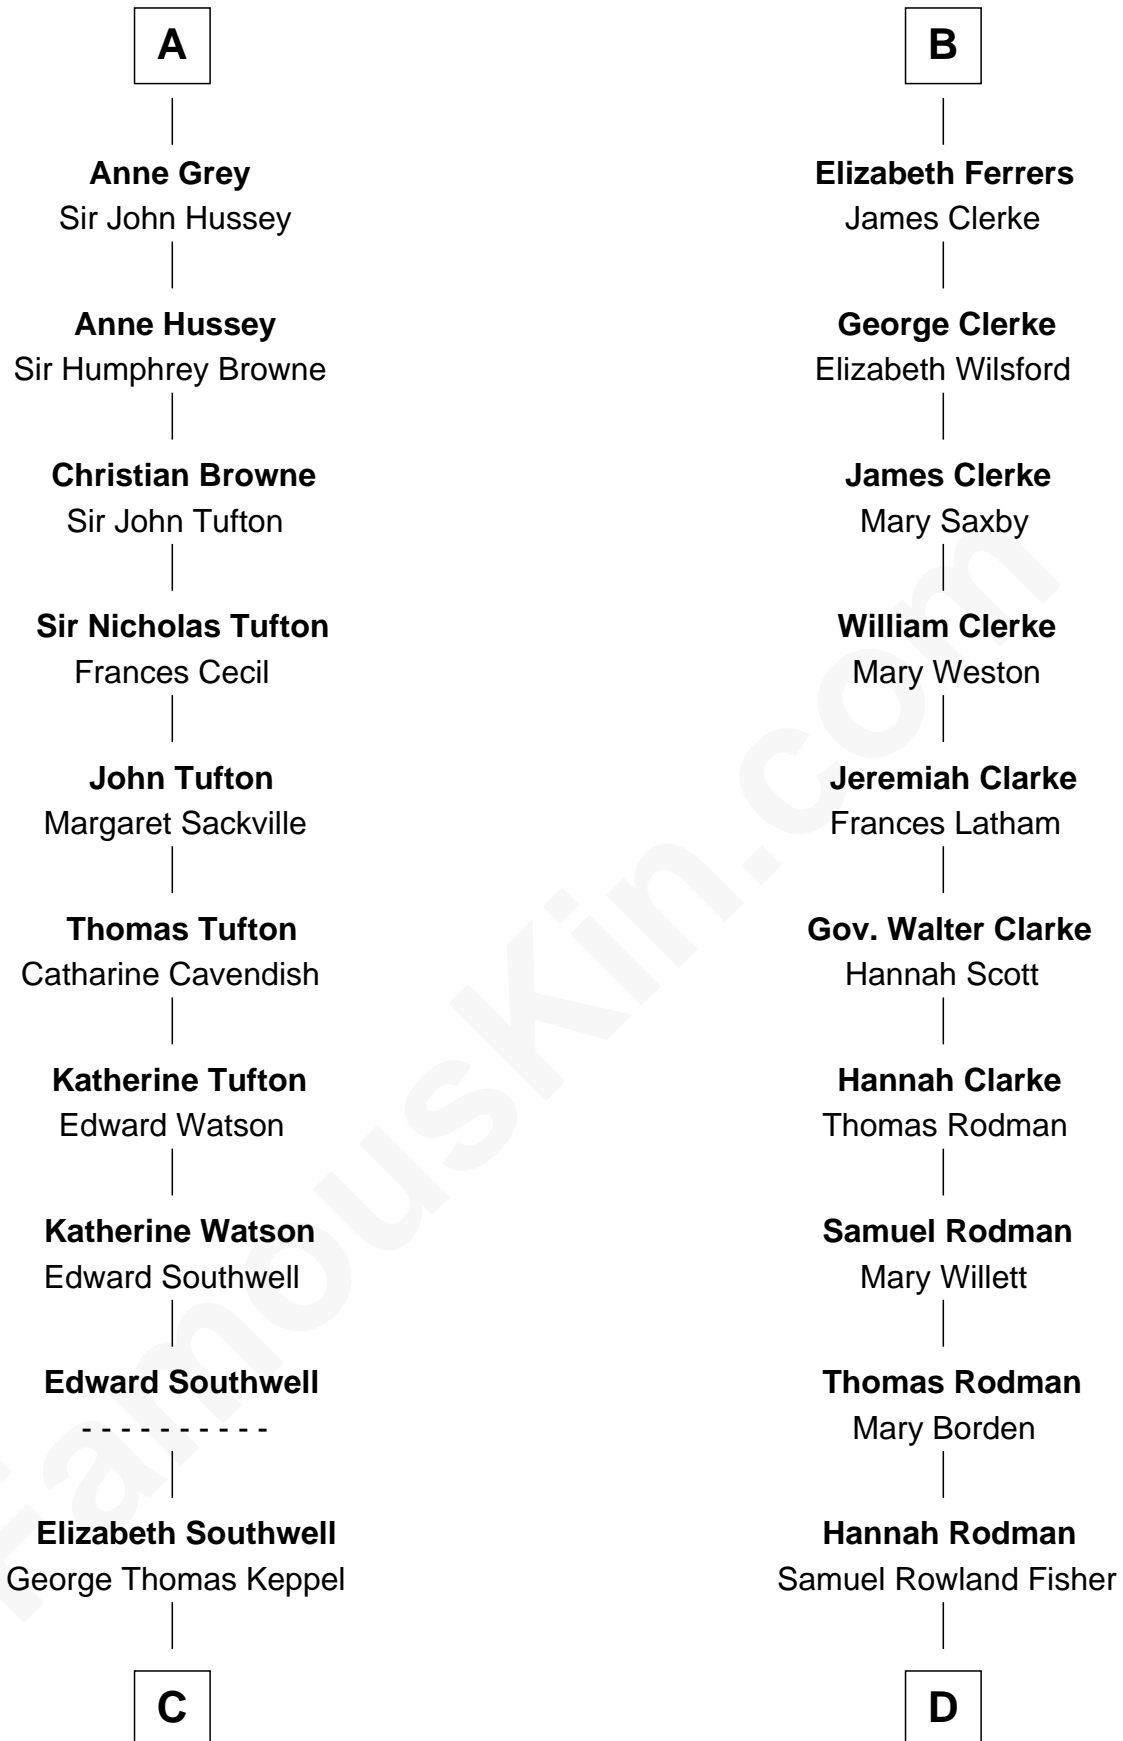 A
Anne Grey
Sir John Hussey
Anne Hussey
Sir Humphrey Browne
Christian Browne
Sir John Tufton
Sir Nicholas Tufton
Frances Cecil
John Tufton
Margaret Sackville
Thomas Tufton
Catharine Cavendish
Katherine Tufton
Edward Watson
Katherine Watson
Edward Southwell
Edward Southwell
- - - - - - - - - -
Elizabeth Southwell
George Thomas Keppel
C
B
Elizabeth Ferrers
James Clerke
George Clerke
Elizabeth Wilsford
James Clerke
Mary Saxby
William Clerke
Mary Weston
Jeremiah Clarke
Frances Latham
Gov. Walter Clarke
Hannah Scott
Hannah Clarke
Thomas Rodman
Samuel Rodman
Mary Willett
Thomas Rodman
Mary Borden
Hannah Rodman
Samuel Rowland Fisher
D
FamousKin.com